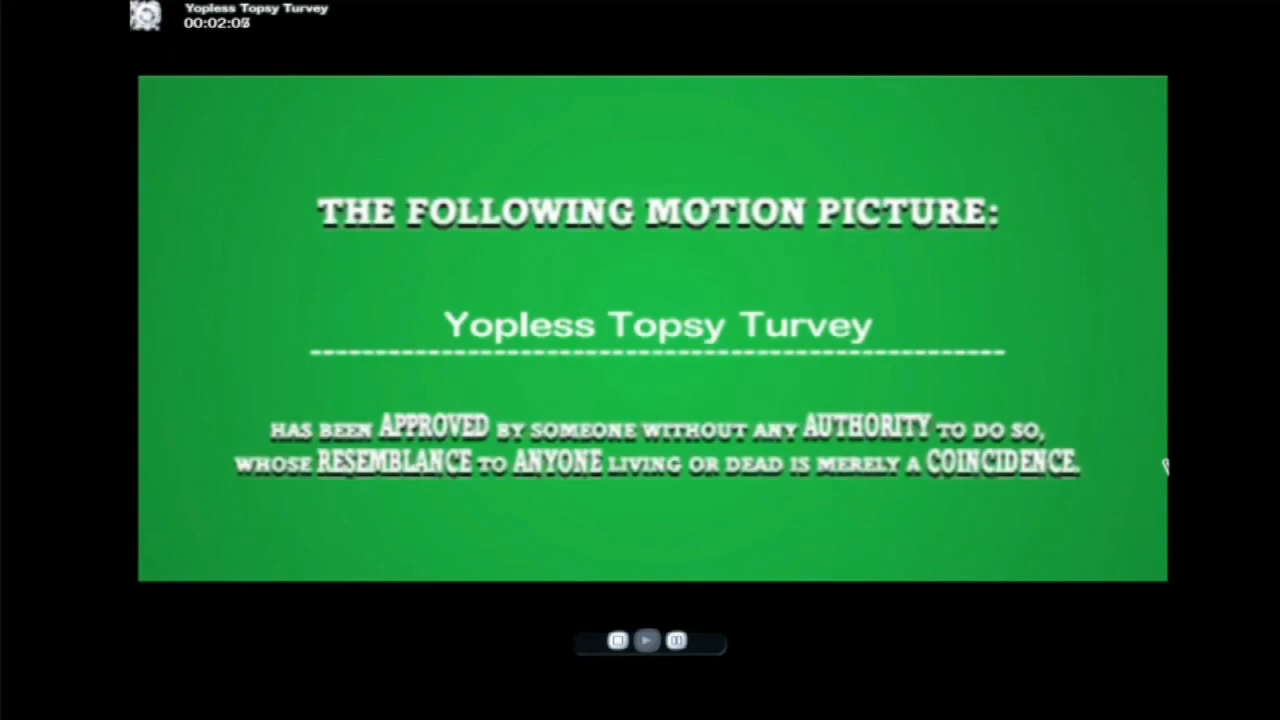 Yopless Topsy Turvey
THE FOLLOWING MOTION PICTURE:
Yopless Topsy Turvey
HAS BEEN APPROVED BY SOMEONE WITHOUT ANY AUTHORITY TO DO SO,
WHOSE RESEMBLANCE TO ANYONE LIVING OR DEAD IS MERELY A COINCIDENCE.